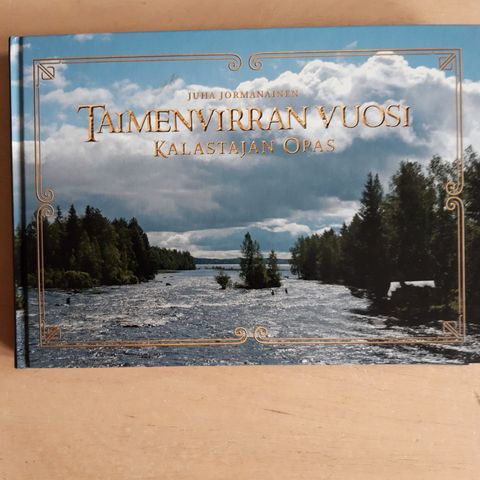 JUHA JORMANAINEN
TAIMENVIRRAN VUOSI
KALASTAJAN OPAS